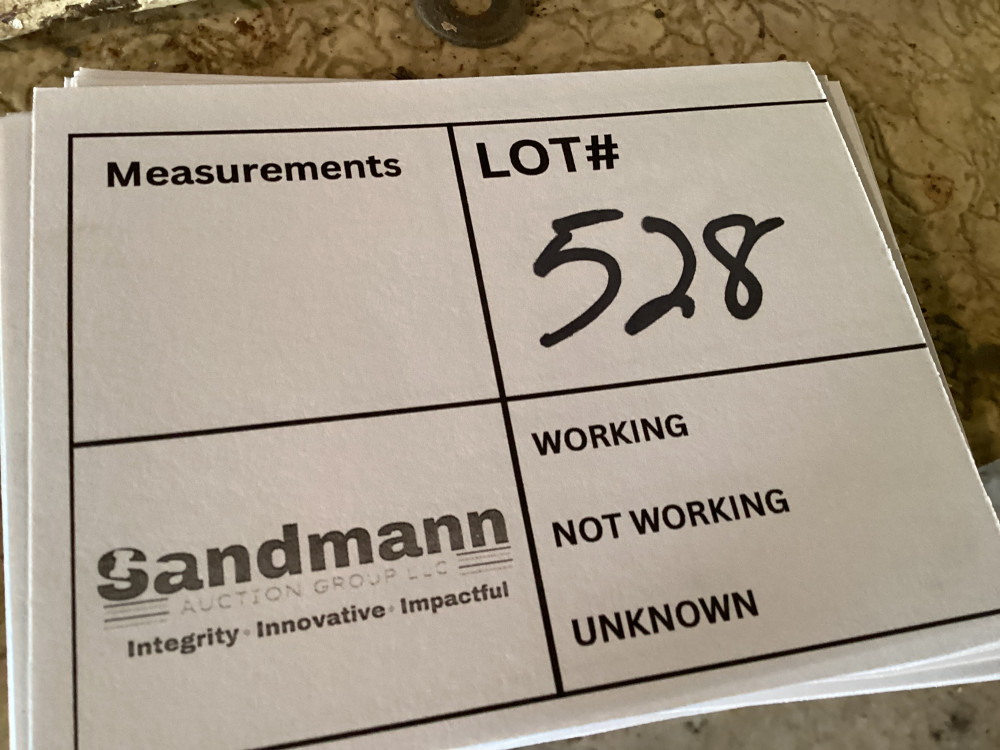 Measurements
LOT#
528
WORKING
NOT WORKING
UNKNOWN
Sandmann
AUCTION GROUP LLC
Integrity • Innovative • Impactful